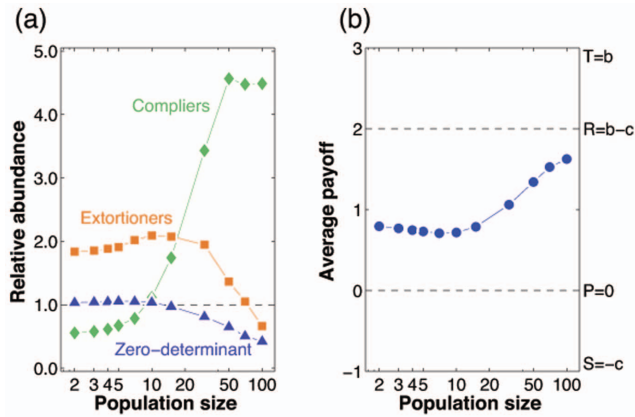 (a)
5.0
4.0
3.0
2.0
1.0
0.0
Relative abundance
Compliers
Extortioners
Zero-determinant
2 3 4 5 10 20 50 100
Population size
(b)
3
2
1
0
−1
Average payoff
T=b
R=b−c
P=0
S=−c
2 3 4 5 10 20 50 100
Population size